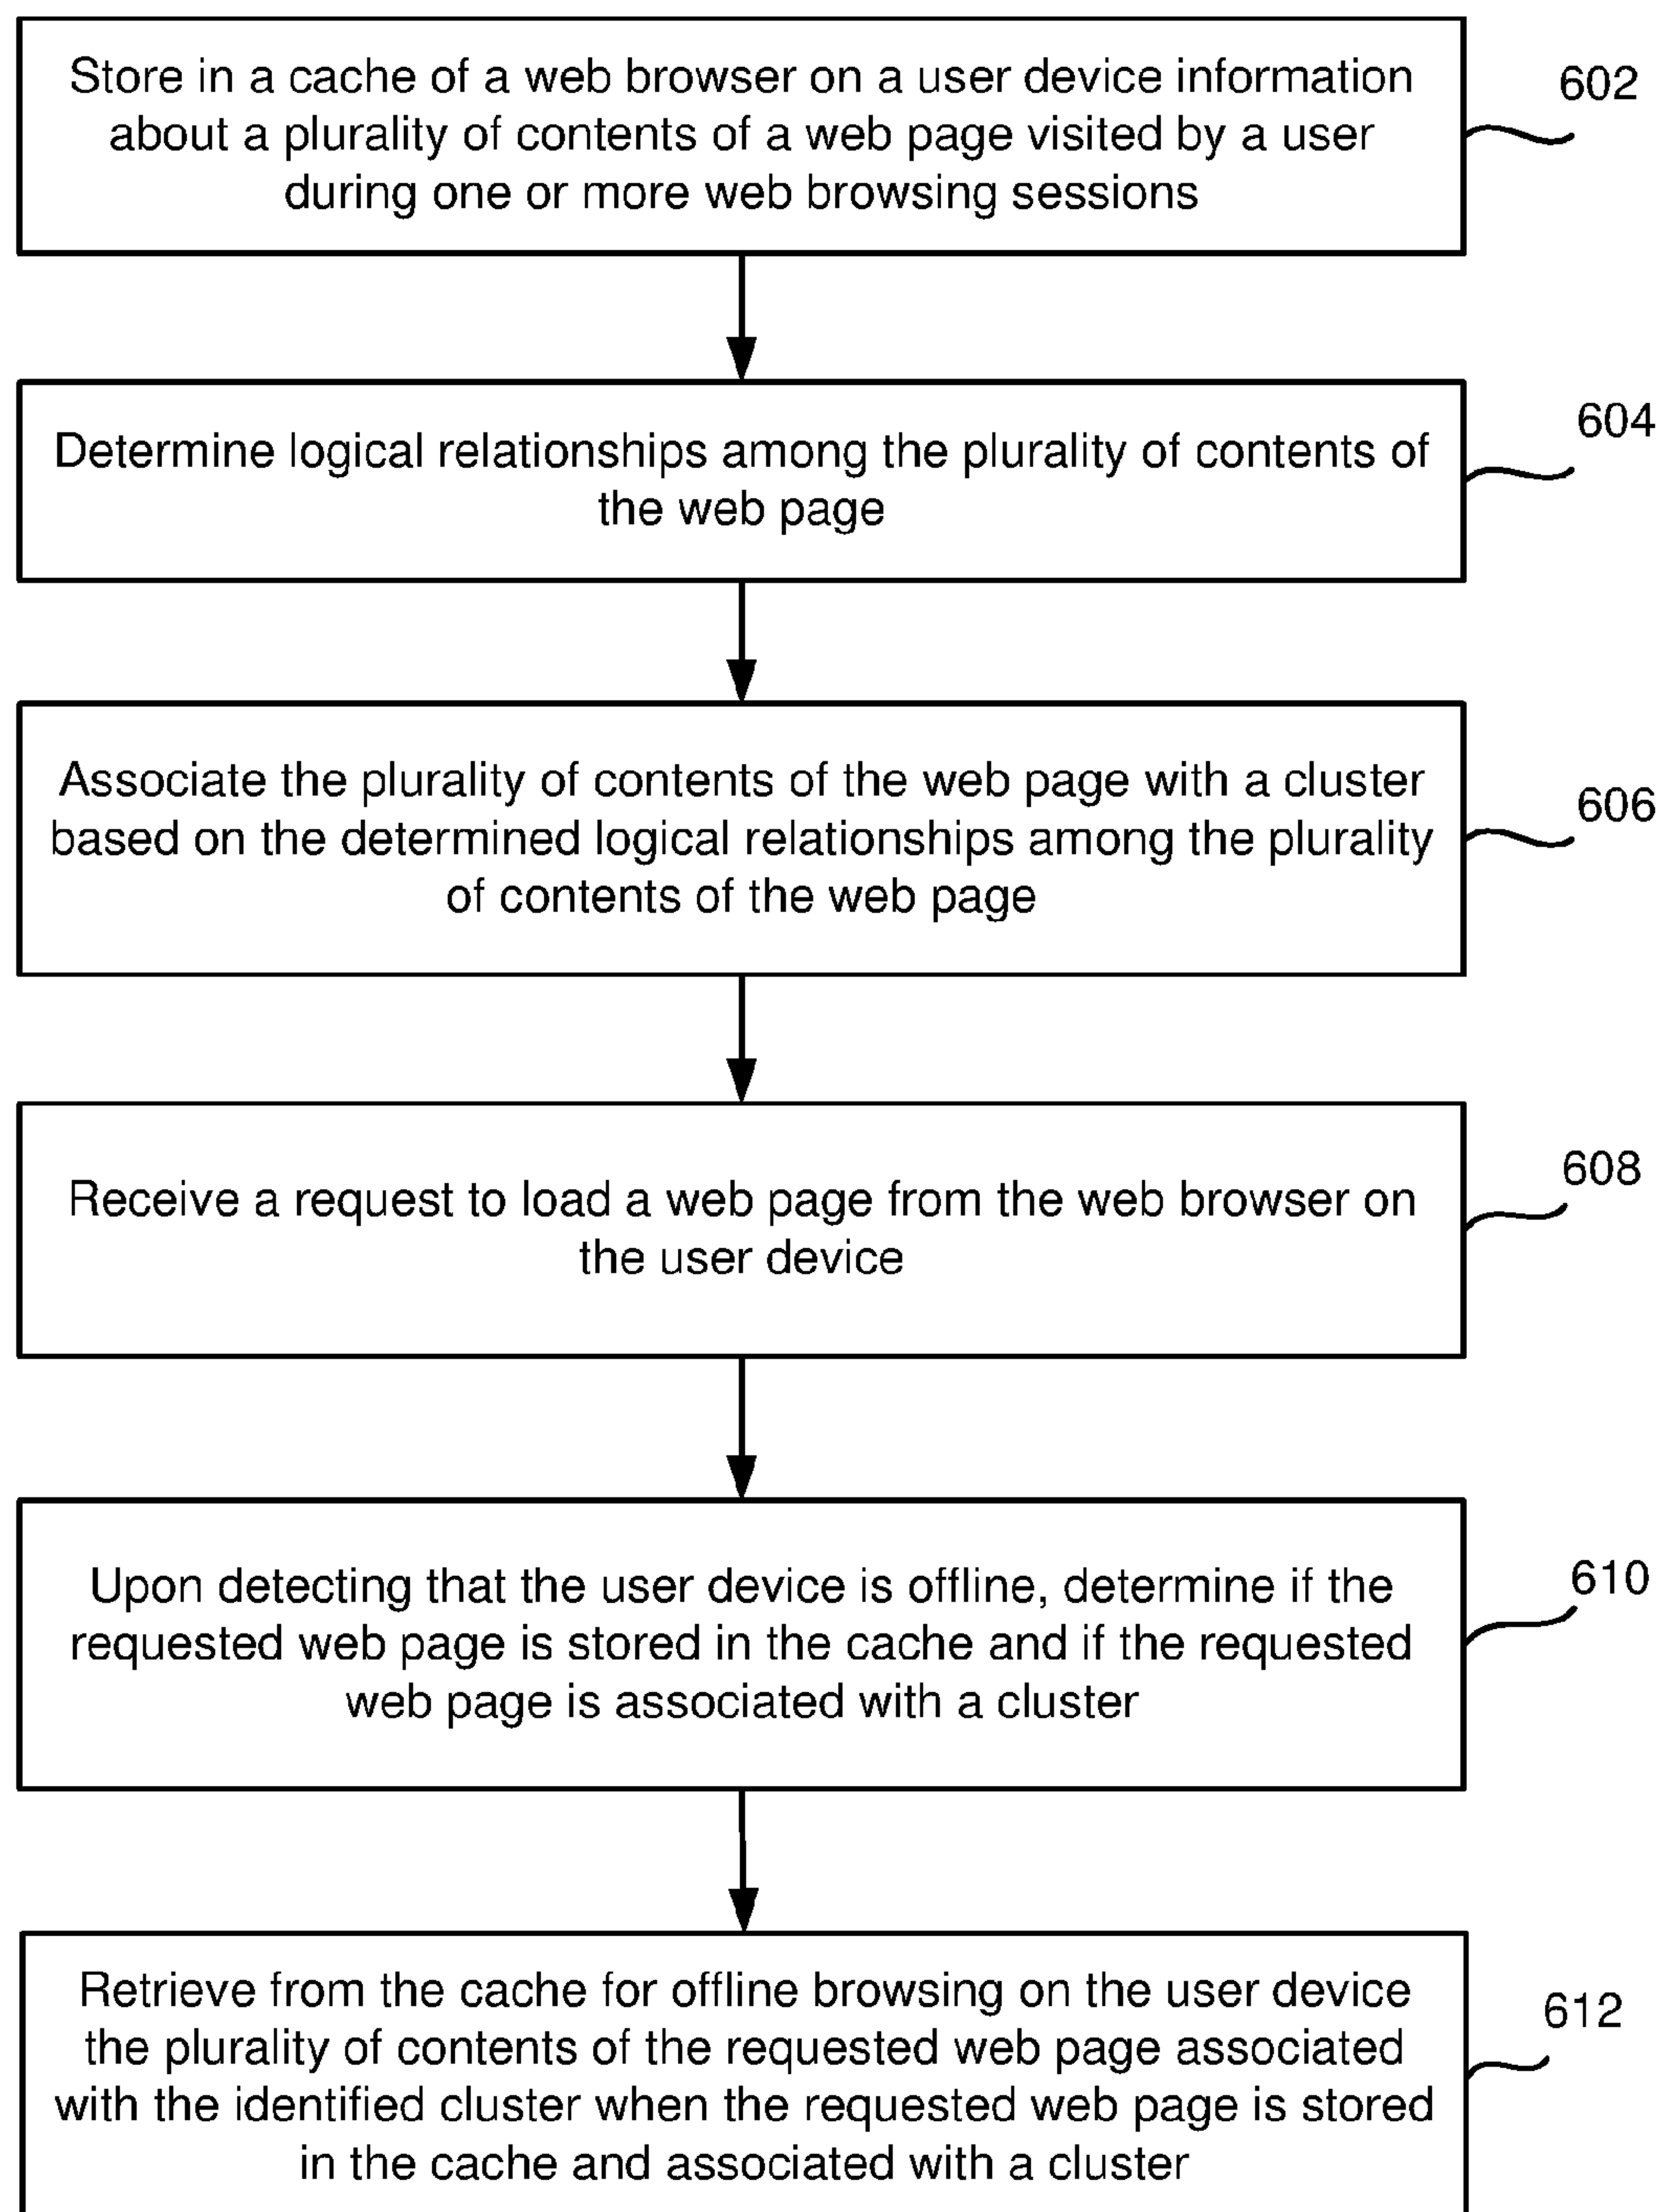 Store in a cache of a web browser on a user device information
about a plurality of contents of a web page visited by a user
during one or more web browsing sessions
602
Determine logical relationships among the plurality of contents of
the web page
604
Associate the plurality of contents of the web page with a cluster
based on the determined logical relationships among the plurality
of contents of the web page
606
Receive a request to load a web page from the web browser on
the user device
608
Upon detecting that the user device is offline, determine if the
requested web page is stored in the cache and if the requested
web page is associated with a cluster
610
Retrieve from the cache for offline browsing on the user device
the plurality of contents of the requested web page associated
with the identified cluster when the requested web page is stored
in the cache and associated with a cluster
612